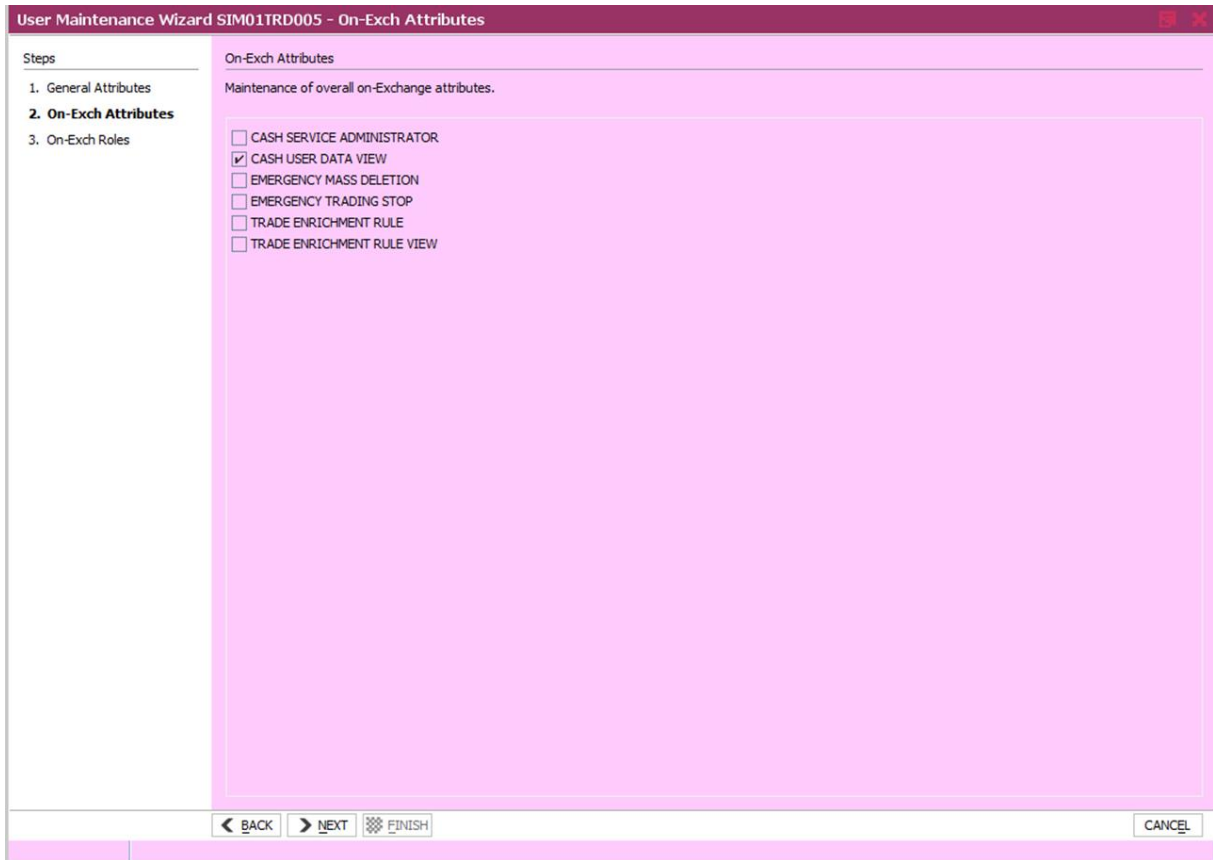 User Maintenance Wizard SIM01TRD005 - On-Exch Attributes
Steps
1. General Attributes
2. On-Exch Attributes
3. On-Exch Roles
On-Exch Attributes
Maintenance of overall on-Exchange attributes.
CASH SERVICE ADMINISTRATOR
CASH USER DATA VIEW
EMERGENCY MASS DELETION
EMERGENCY TRADING STOP
TRADE ENRICHMENT RULE
TRADE ENRICHMENT RULE VIEW
BACK NEXT FINISH CANCEL